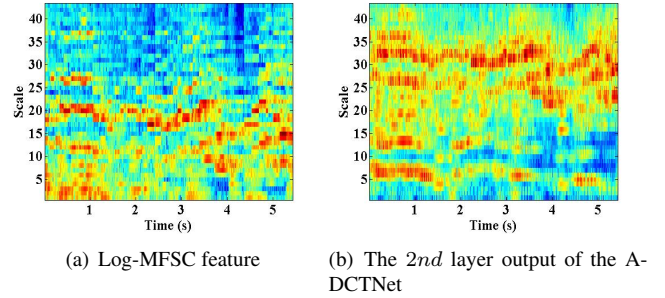 40
35
30
25
20
15
10
5
Scale
1 2 3 4 5
Time (s)
(a) Log-MFSC feature
40
35
30
25
20
15
10
5
Scale
1 2 3 4 5
Time (s)
(b) The 2nd layer output of the A-
DCTNet